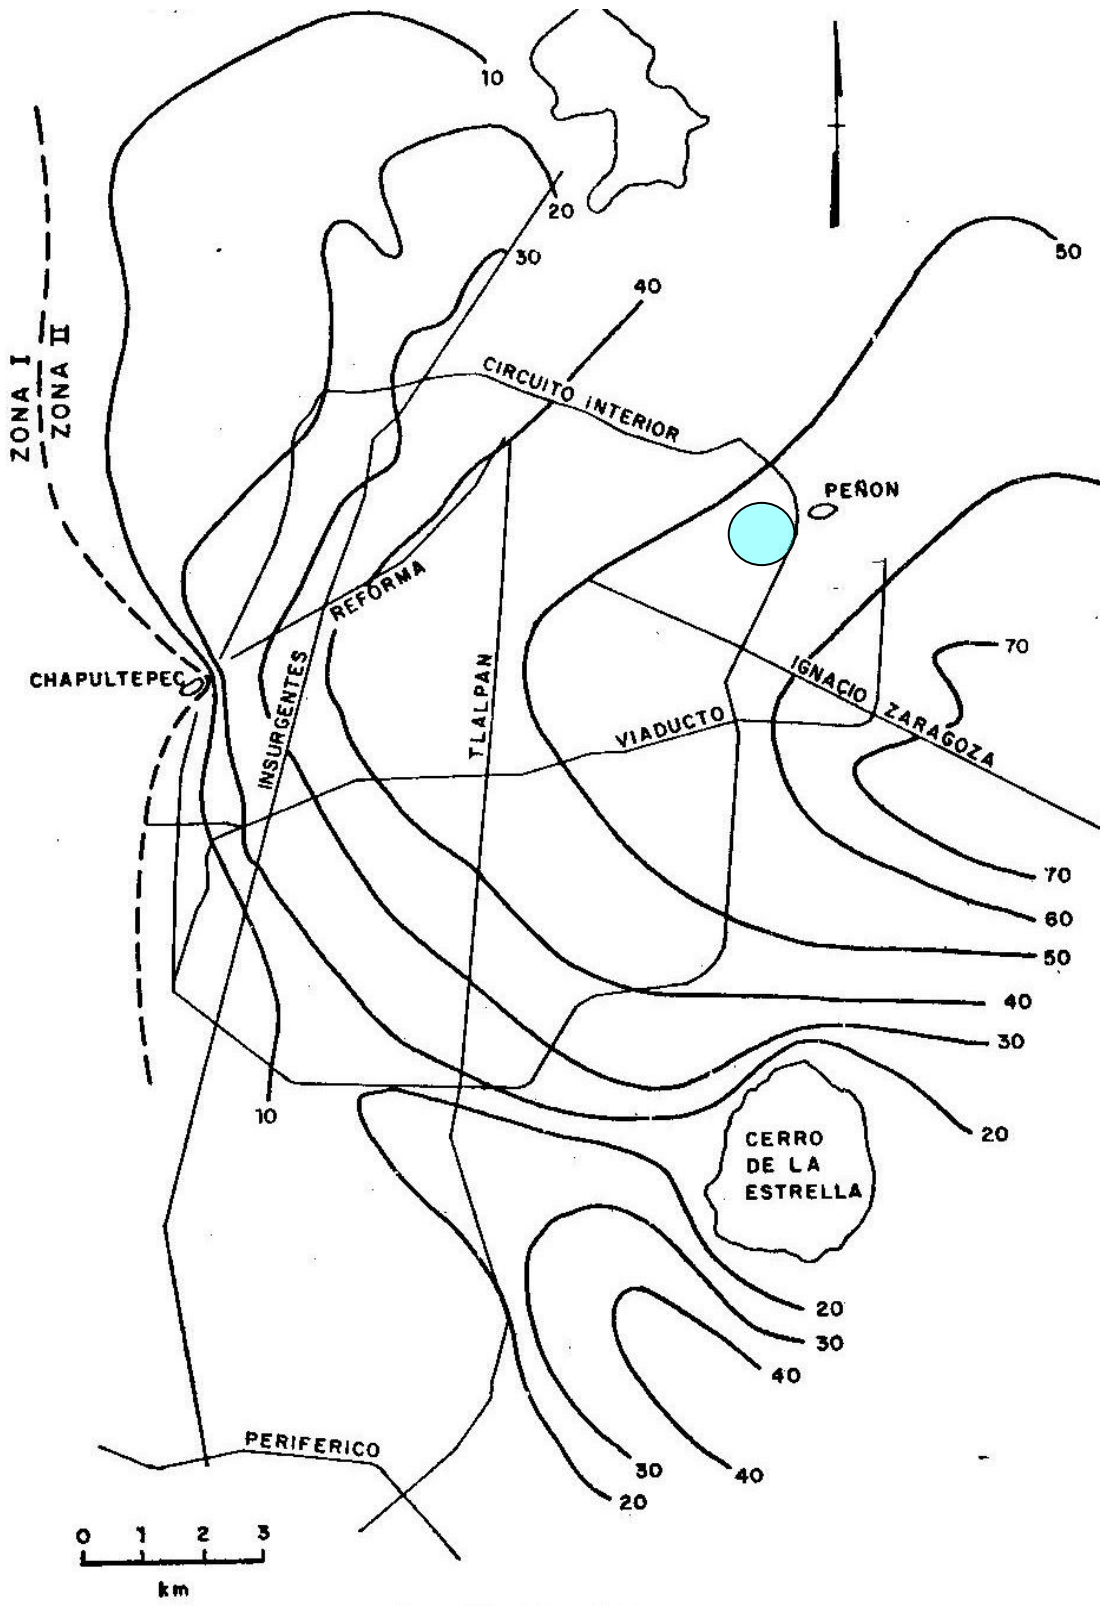 10
20
30
40
50
ZONA I
ZONA II
CIRCUITO INTERIOR
PEÑON
REFORMA
70
CHAPULTEPEC
INSURGENTES
TLALPAN
IGNACIO ZARAGOZA
VIADUCTO
70
60
50
40
30
10
20
CERRO
DE LA
ESTRELLA
20
30
40
PERIFERICO
30
40
20
0 1 2 3
km